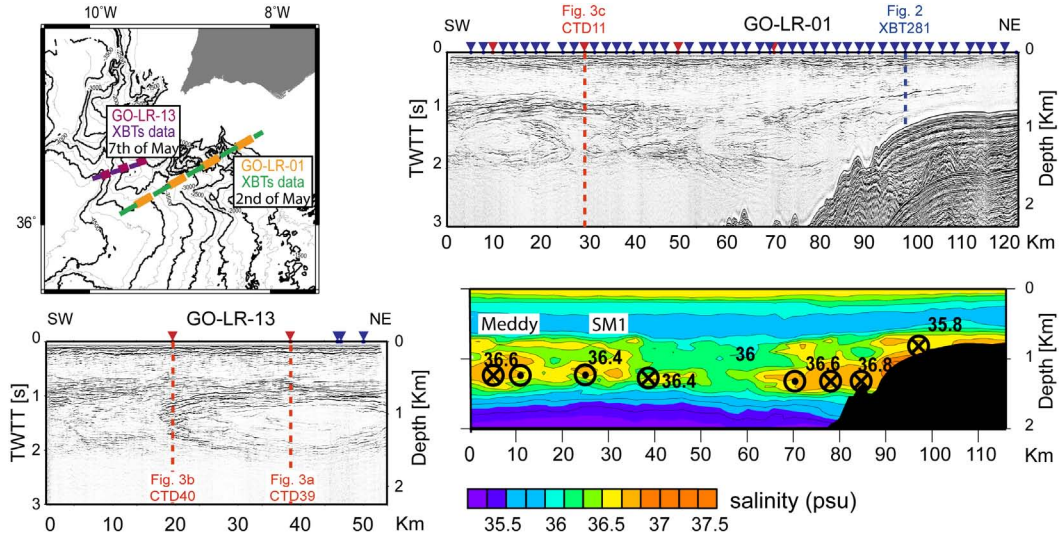 10°W
8°W
GO-LR-13
XBTs data
7th of May
GO-LR-01
XBTs data
2nd of May
36°
Fig. 3c
CTD11
Fig. 2
XBT281
SW
GO-LR-01
NE
0
1
2
3
TWTT [s]
0
1
2
Depth [Km]
0 10 20 30 40 50 60 70 80 90 100 110 120 Km
SW
GO-LR-13
NE
0
1
2
3
TWTT [s]
0
1
2
Depth [Km]
Fig. 3b
CTD40
Fig. 3a
CTD39
0 10 20 30 40 50 Km
Meddy
SM1
36.6
36.4
36.4
36
36.6
36.8
35.8
0
1
2
Depth [Km]
0 10 20 30 40 50 60 70 80 90 100 110 Km
salinity (psu)
35.5 36 36.5 37 37.5